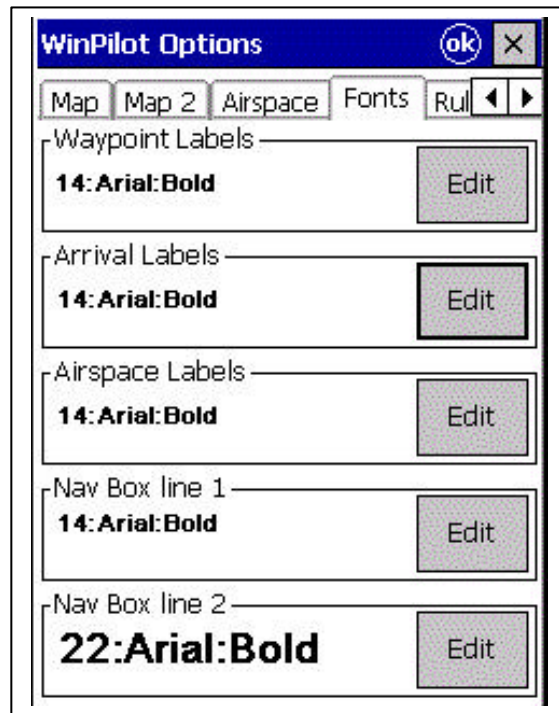 WinPilot Options ok
Map Map 2 Airspace Fonts Rul
Waypoint Labels
14:Arial:Bold Edit
Arrival Labels
14:Arial:Bold Edit
Airspace Labels
14:Arial:Bold Edit
Nav Box line 1
14:Arial:Bold Edit
Nav Box line 2
22:Arial:Bold Edit